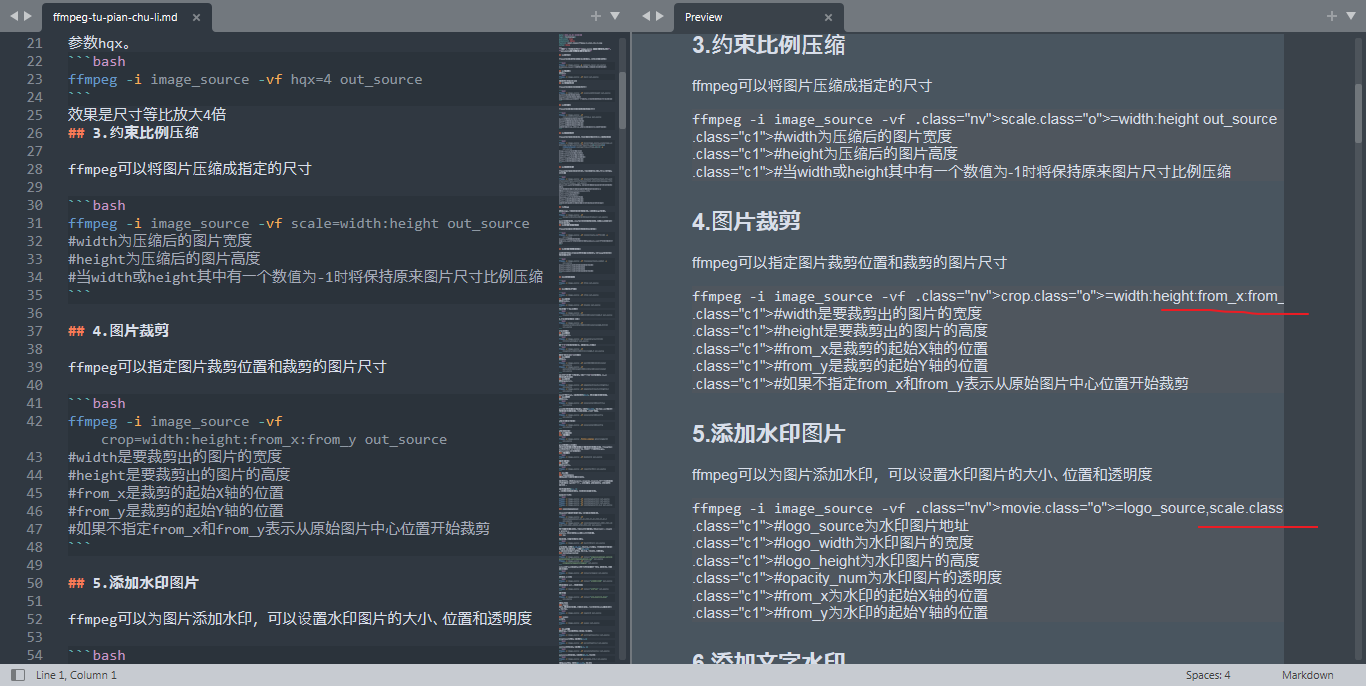 ffmpeg-tu-pian-chu-li.md
21 参数hqx。
22 ```bash
23 ffmpeg -i image_source -vf hqx=4 out_source
24 ```
25 效果是尺寸等比放大4倍
26 ## 3.约束比例压缩
27
28 ffmpeg可以将图片压缩成指定的尺寸
29
30 ```bash
31 ffmpeg -i image_source -vf scale=width:height out_source
32 #width为压缩后的图片宽度
33 #height为压缩后的图片高度
34 #当width或height其中有一个数值为-1时将保持原来图片尺寸比例压缩
35 ```
36
37 ## 4.图片裁剪
38
39 ffmpeg可以指定图片裁剪位置和裁剪的图片尺寸
40
41 ```bash
42 ffmpeg -i image_source -vf
crop=width:height:from_x:from_y out_source
43 #width是要裁剪出的图片的宽度
44 #height是要裁剪出的图片的高度
45 #from_x是裁剪的起始X轴的位置
46 #from_y是裁剪的起始Y轴的位置
47 #如果不指定from_x和from_y表示从原始图片中心位置开始裁剪
48 ```
49
50 ## 5.添加水印图片
51
52 ffmpeg可以为图片添加水印，可以设置水印图片的大小、位置和透明度
53
54 ```bash
Preview
3.约束比例压缩
ffmpeg可以将图片压缩成指定的尺寸
ffmpeg -i image_source -vf .class="nv">scale.class="o">=width:height out_source
.class="c1">#width为压缩后的图片宽度
.class="c1">#height为压缩后的图片高度
.class="c1">#当width或height其中有一个数值为-1时将保持原来图片尺寸比例压缩
4.图片裁剪
ffmpeg可以指定图片裁剪位置和裁剪的图片尺寸
ffmpeg -i image_source -vf .class="nv">crop.class="o">=width:height:from_x:from_
.class="c1">#width是要裁剪出的图片的宽度
.class="c1">#height是要裁剪出的图片的高度
.class="c1">#from_x是裁剪的起始X轴的位置
.class="c1">#from_y是裁剪的起始Y轴的位置
.class="c1">#如果不指定from_x和from_y表示从原始图片中心位置开始裁剪
5.添加水印图片
ffmpeg可以为图片添加水印，可以设置水印图片的大小、位置和透明度
ffmpeg -i image_source -vf .class="nv">movie.class="o">=logo_source,scale.class
.class="c1">#logo_source为水印图片地址
.class="c1">#logo_width为水印图片的宽度
.class="c1">#logo_height为水印图片的高度
.class="c1">#opacity_num为水印图片的透明度
.class="c1">#from_x为水印的起始X轴的位置
.class="c1">#from_y为水印的起始Y轴的位置
6.添加文字水印
Line 1, Column 1
Spaces: 4
Markdown